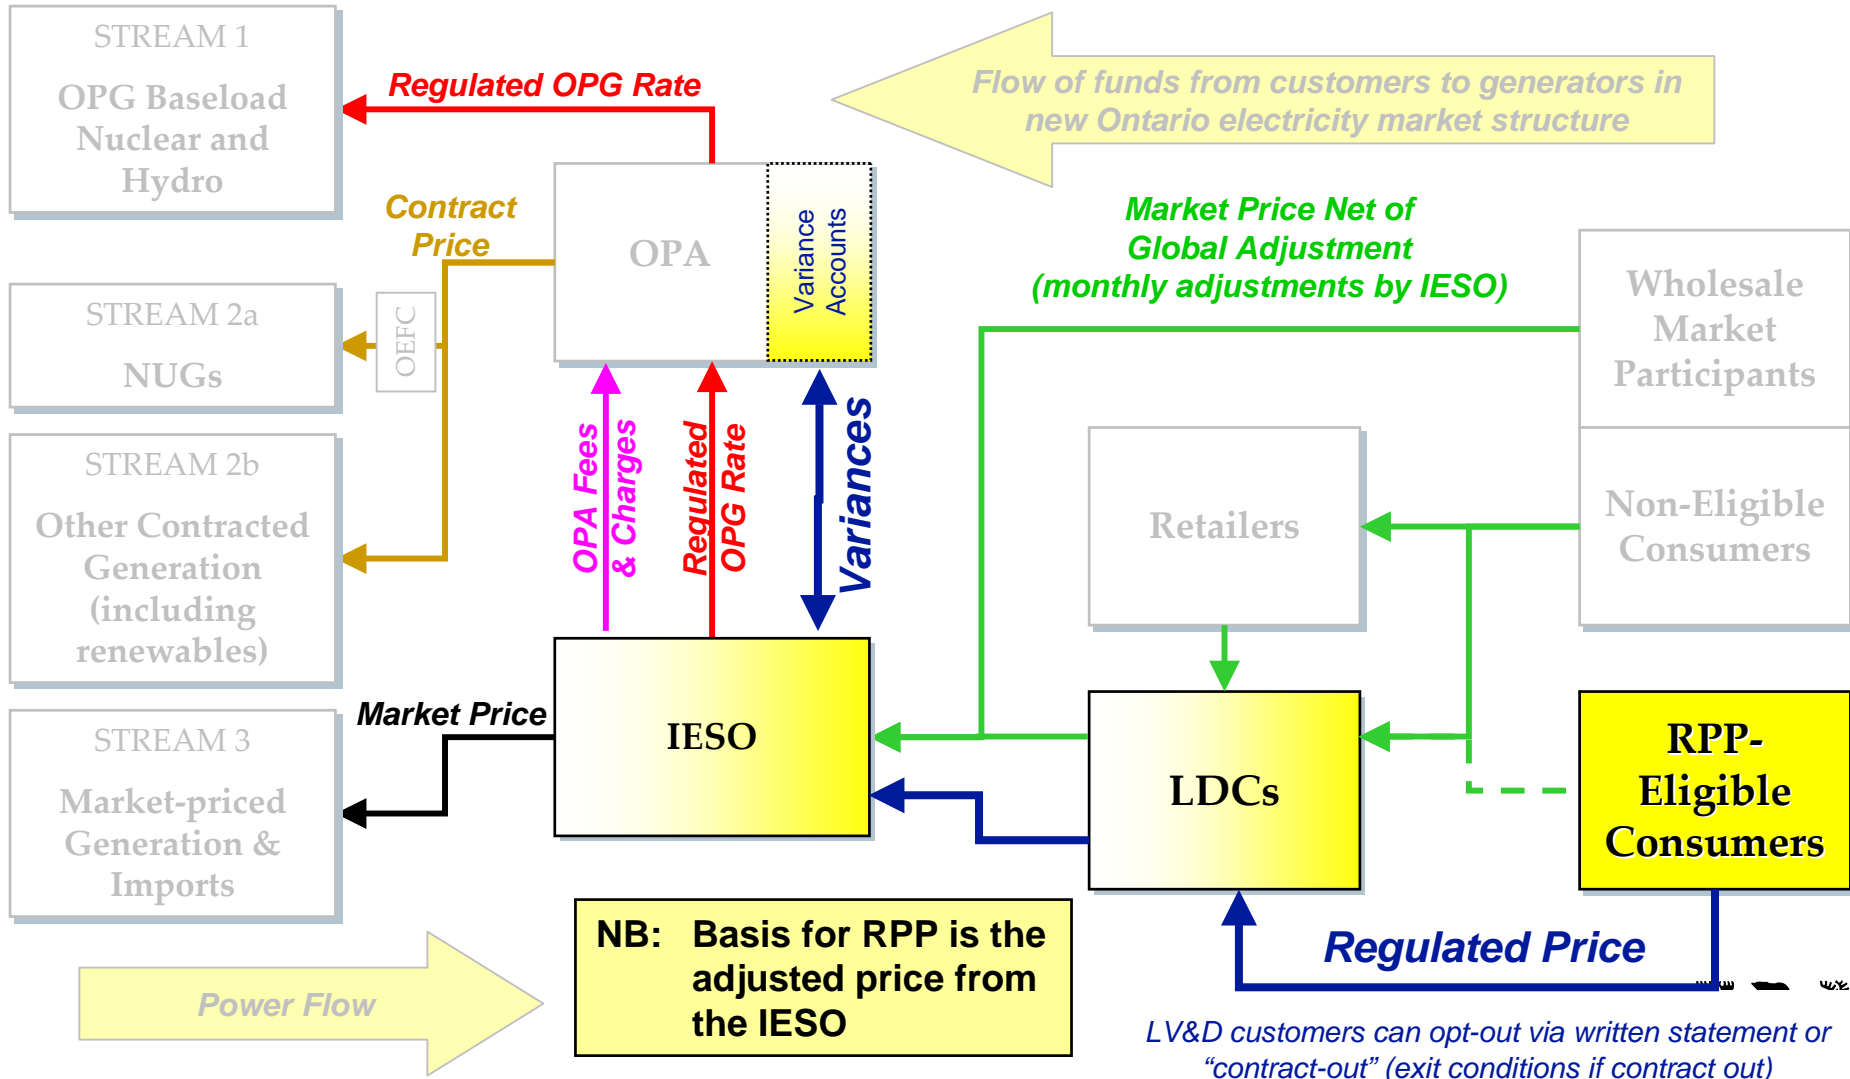 STREAM 1
OPG Baseload
Nuclear and
Hydro
Regulated OPG Rate
Flow of funds from customers to generators in
new Ontario electricity market structure
Contract
Price
OPA
Variance
Accounts
Market Price Net of
Global Adjustment
(monthly adjustments by IESO)
Wholesale
Market
Participants
STREAM 2a
NUGs
OEFC
STREAM 2b
Other Contracted
Generation
(including
renewables)
OPA Fees
& Charges
Regulated
OPG Rate
Variances
Retailers
Non-Eligible
Consumers
Market Price
IESO
LDCs
RPP-
Eligible
Consumers
STREAM 3
Market-priced
Generation &
Imports
NB: Basis for RPP is the
adjusted price from
the IESO
Regulated Price
Power Flow
LV&D customers can opt-out via written statement or
“contract-out” (exit conditions if contract out)